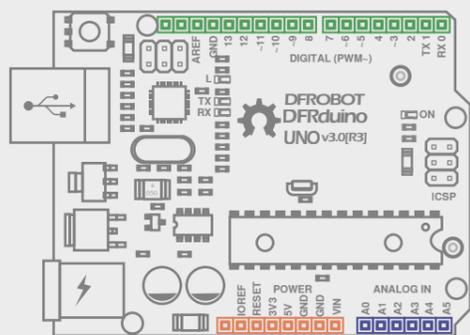 AREF
GND
13
12
~11
~10
~9
8
7
~6
~5
4
~3
2
TX 1
RX 0
DIGITAL (PWM~)
L
TX
RX
DFROBOT
DFRduino
UNO v3.0[R3]
ON
ICSP
POWER
ANALOG IN
IOREF
RESET
3V3
5V
GND
GND
VIN
A0
A1
A2
A3
A4
A5